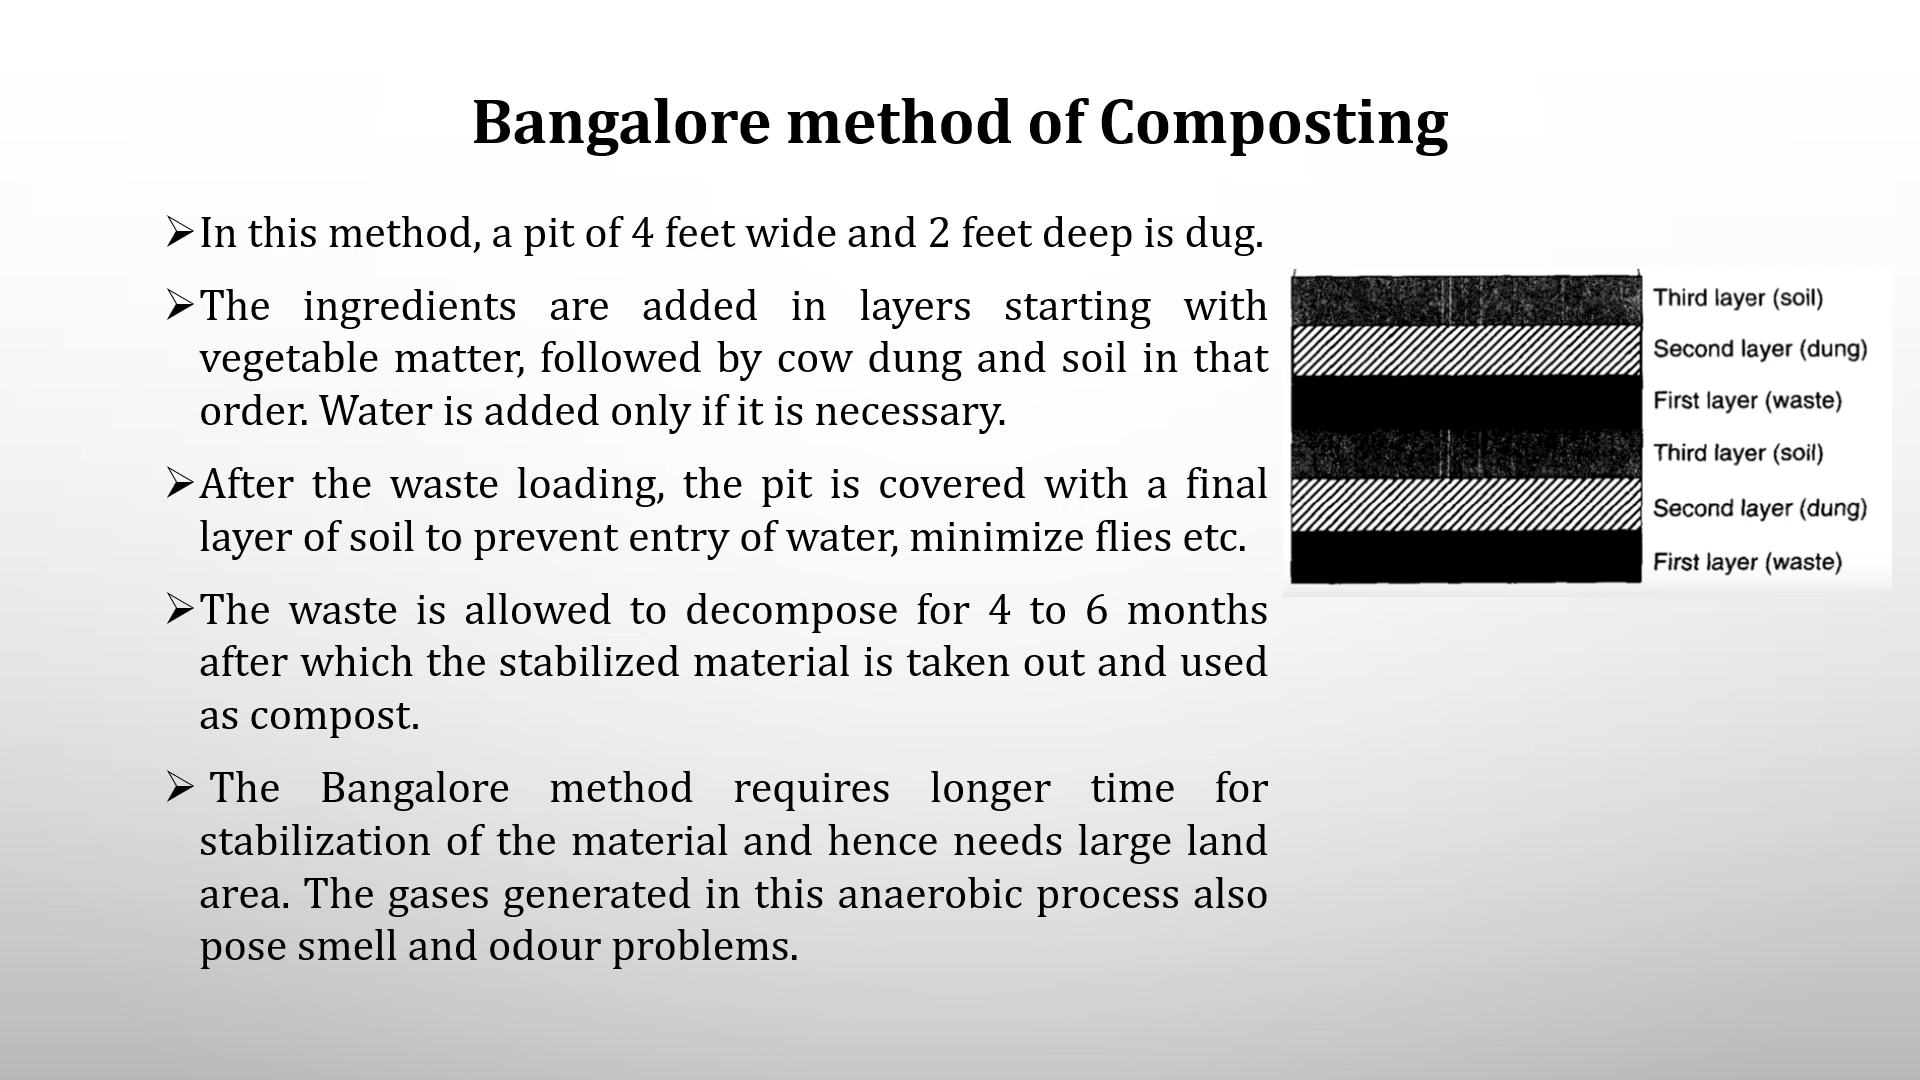 Bangalore method of Composting
➢In this method, a pit of 4 feet wide and 2 feet deep is dug.
➢The ingredients are added in layers starting with
vegetable matter, followed by cow dung and soil in that
order. Water is added only if it is necessary.
➢After the waste loading, the pit is covered with a final
layer of soil to prevent entry of water, minimize flies etc.
➢The waste is allowed to decompose for 4 to 6 months
after which the stabilized material is taken out and used
as compost.
➢ The Bangalore method requires longer time for
stabilization of the material and hence needs large land
area. The gases generated in this anaerobic process also
pose smell and odour problems.
Third layer (soil)
Second layer (dung)
First layer (waste)
Third layer (soil)
Second layer (dung)
First layer (waste)